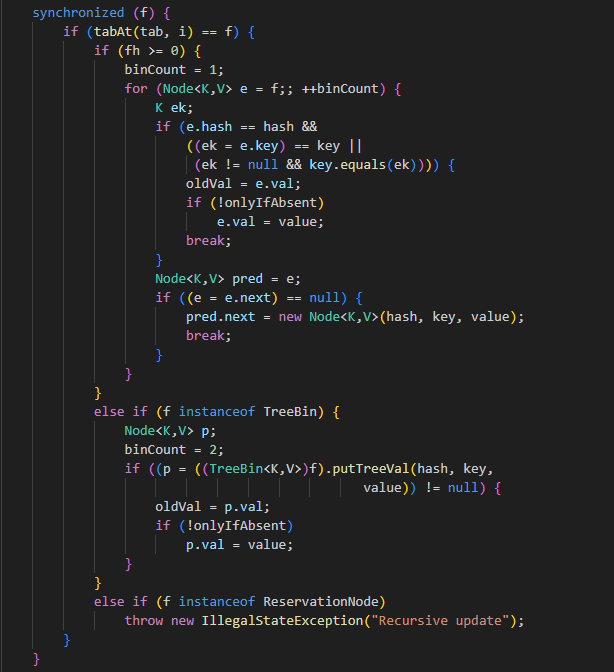 synchronized (f) {
    if (tabAt(tab, i) == f) {
        if (fh >= 0) {
            binCount = 1;
            for (Node<K,V> e = f;; ++binCount) {
                K ek;
                if (e.hash == hash &&
                    ((ek = e.key) == key ||
                     (ek != null && key.equals(ek)))) {
                    oldVal = e.val;
                    if (!onlyIfAbsent)
                        e.val = value;
                    break;
                }
                Node<K,V> pred = e;
                if ((e = e.next) == null) {
                    pred.next = new Node<K,V>(hash, key, value);
                    break;
                }
            }
        }
        else if (f instanceof TreeBin) {
            Node<K,V> p;
            binCount = 2;
            if ((p = ((TreeBin<K,V>)f).putTreeVal(hash, key,
                                           value)) != null) {
                oldVal = p.val;
                if (!onlyIfAbsent)
                    p.val = value;
            }
        }
        else if (f instanceof ReservationNode)
            throw new IllegalStateException("Recursive update");
    }
}